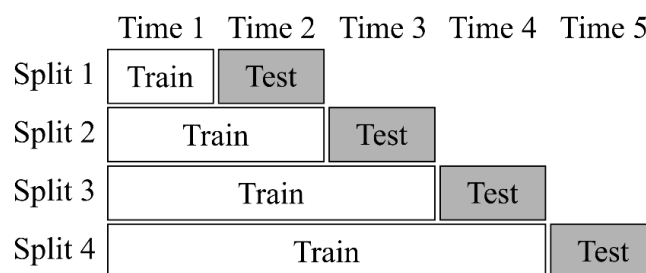 Time 1 Time 2 Time 3 Time 4 Time 5
Split 1 Train Test
Split 2 Train Test
Split 3 Train Test
Split 4 Train Test